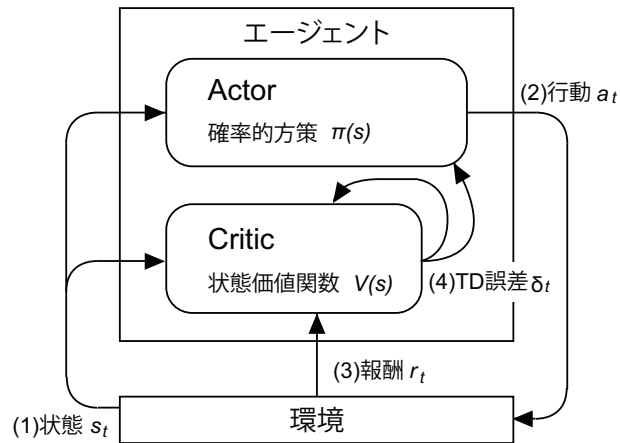 エージェント
Actor
(2)行動 a_t
確率的方策 π(s)
Critic
状態価値関数 V(s)
(4)TD誤差 δ_t
(3)報酬 r_t
環境
(1)状態 s_t